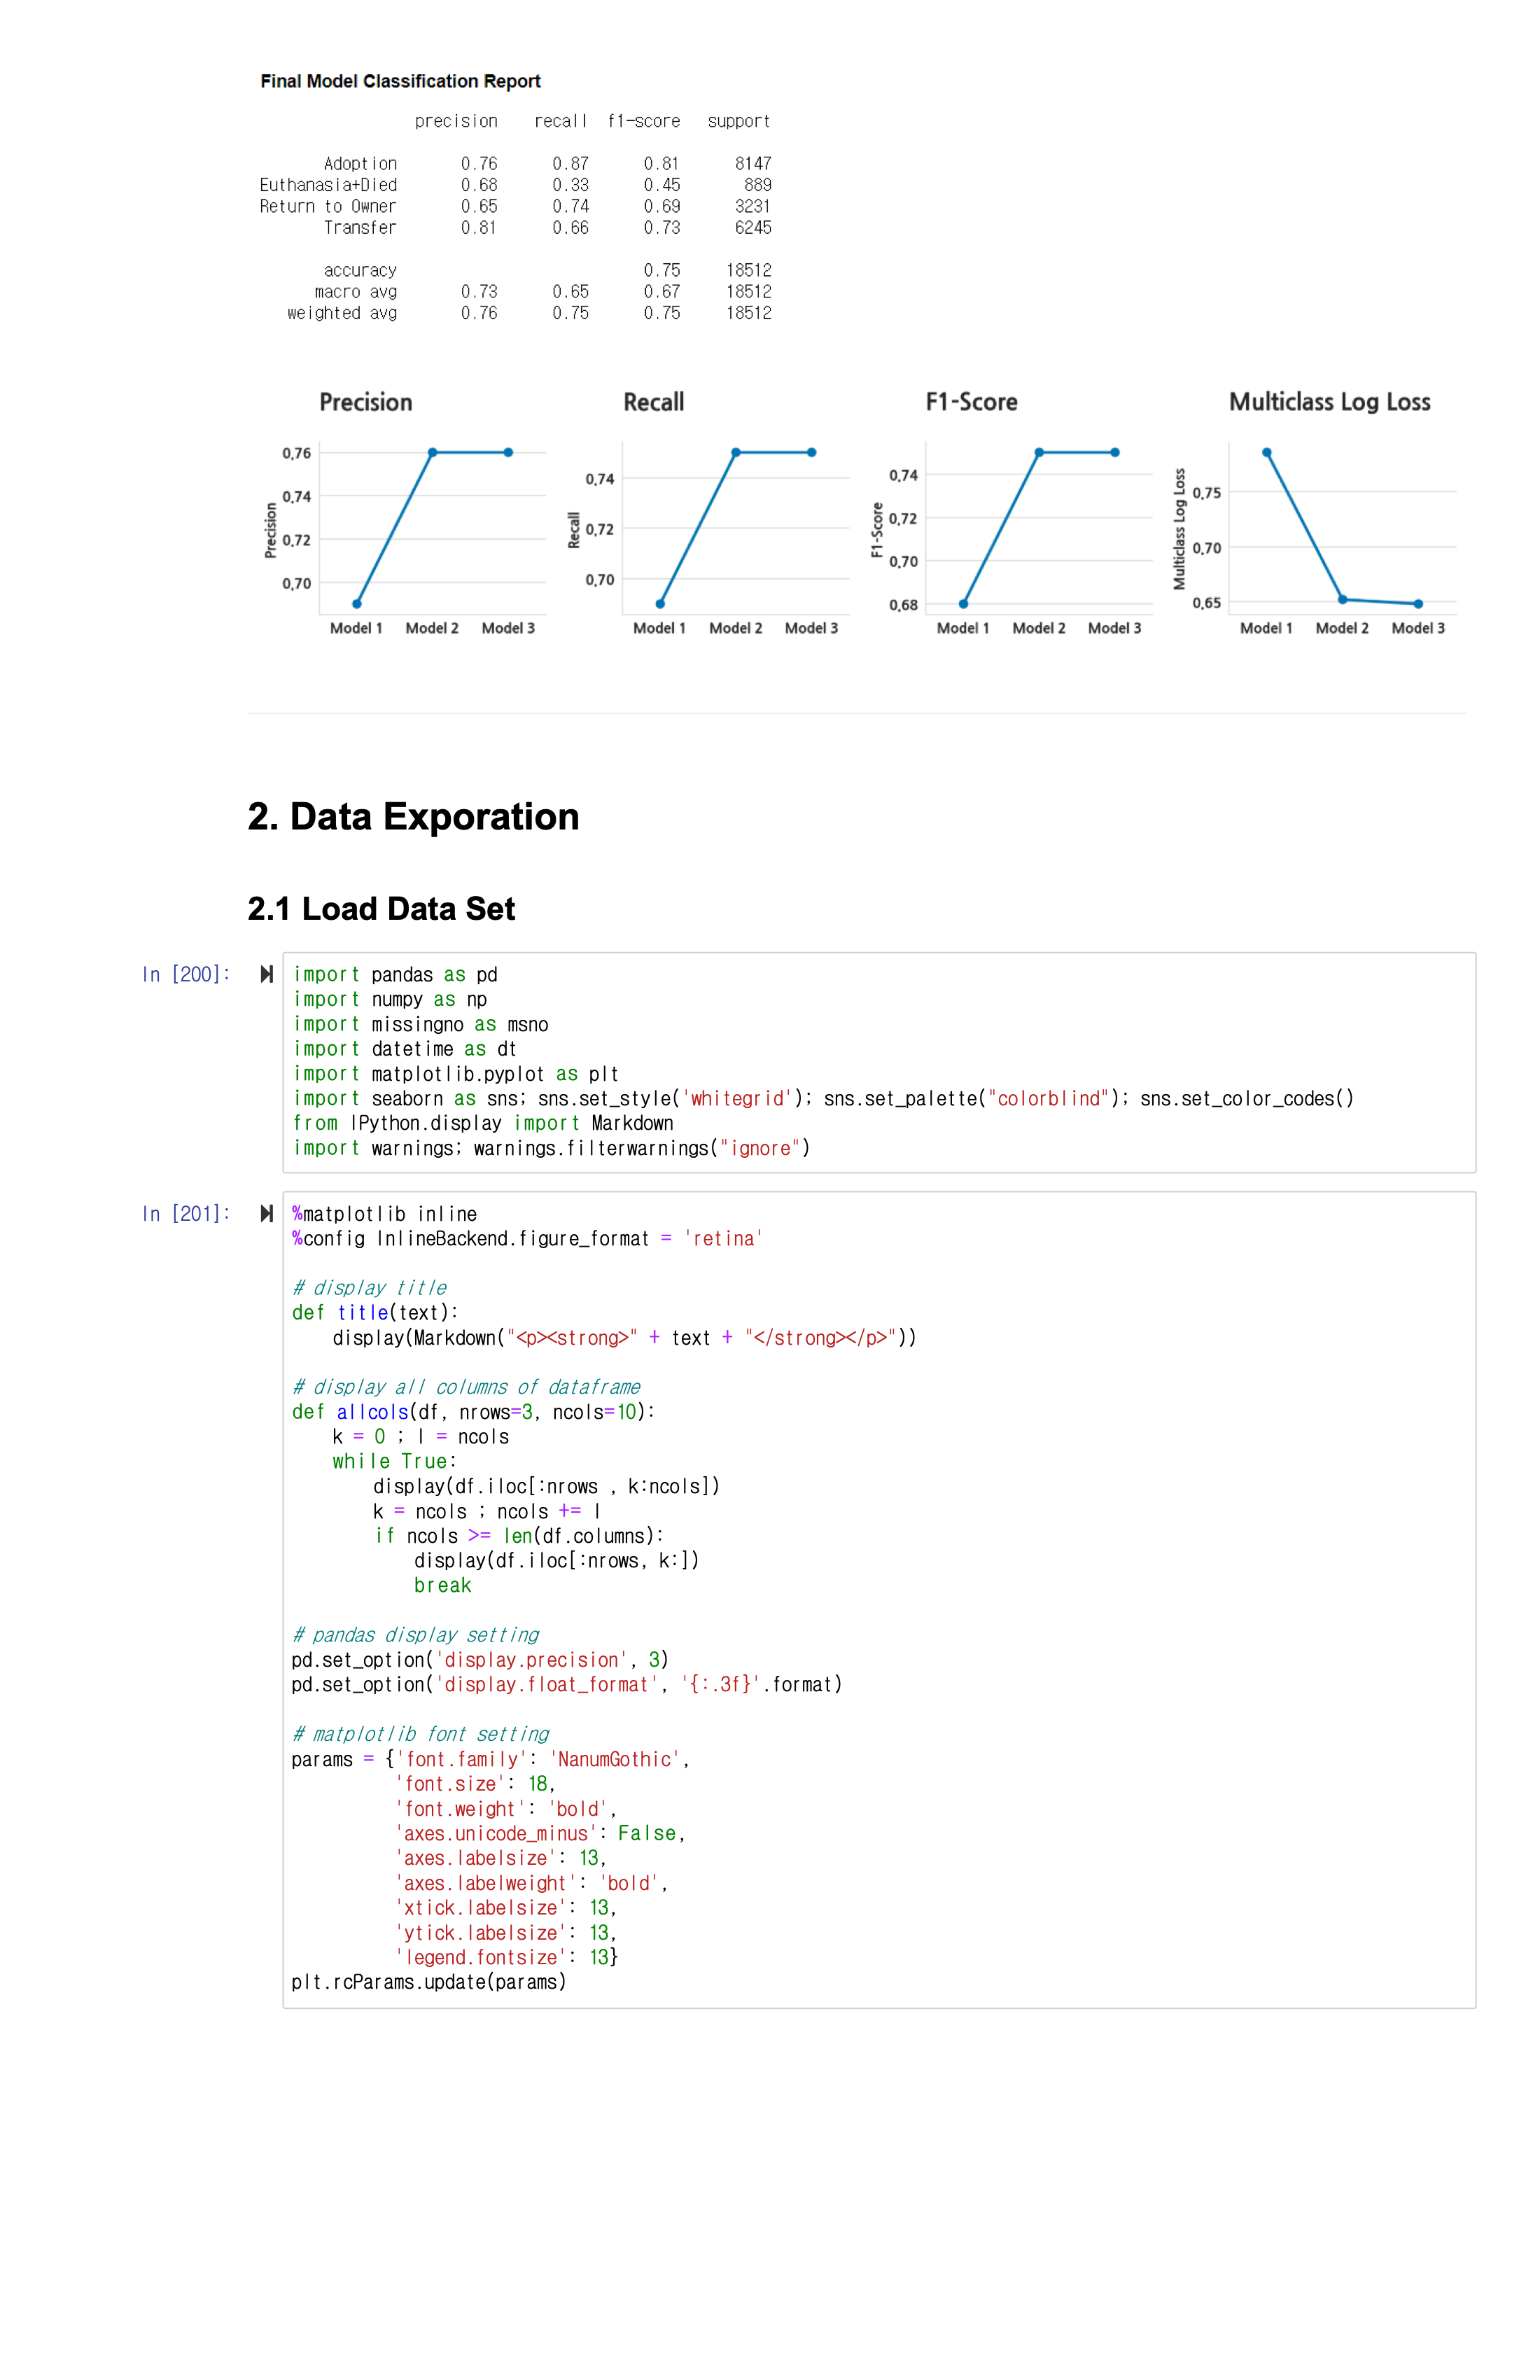 Final Model Classification Report
precision recall f1-score support
Adoption 0.76 0.87 0.81 8147
Euthanasia+Died 0.68 0.33 0.45 889
Return to Owner 0.65 0.74 0.69 3231
Transfer 0.81 0.66 0.73 6245
accuracy 0.75 18512
macro avg 0.73 0.65 0.67 18512
weighted avg 0.76 0.75 0.75 18512
Precision
0.76
0.74
0.72
0.70
Precision
Model 1 Model 2 Model 3
Recall
0.74
0.72
0.70
Recall
Model 1 Model 2 Model 3
F1-Score
0.74
0.72
0.70
0.68
F1-Score
Model 1 Model 2 Model 3
Multiclass Log Loss
0.75
0.70
0.65
Multiclass Log Loss
Model 1 Model 2 Model 3
2. Data Exporation
2.1 Load Data Set
In [200]:
import pandas as pd
import numpy as np
import missingno as msno
import datetime as dt
import matplotlib.pyplot as plt
import seaborn as sns; sns.set_style('whitegrid'); sns.set_palette("colorblind"); sns.set_color_codes()
from IPython.display import Markdown
import warnings; warnings.filterwarnings("ignore")
In [201]:
%matplotlib inline
%config InlineBackend.figure_format = 'retina'
# display title
def title(text):
    display(Markdown("<p><strong>" + text + "</strong></p>"))
# display all columns of dataframe
def allcols(df, nrows=3, ncols=10):
    k = 0 ; l = ncols
    while True:
        display(df.iloc[:nrows , k:ncols])
        k = ncols ; ncols += l
        if ncols >= len(df.columns):
            display(df.iloc[:nrows, k:])
            break
# pandas display setting
pd.set_option('display.precision', 3)
pd.set_option('display.float_format', '{:.3f}'.format)
# matplotlib font setting
params = {'font.family': 'NanumGothic',
          'font.size': 18,
          'font.weight': 'bold',
          'axes.unicode_minus': False,
          'axes.labelsize': 13,
          'axes.labelweight': 'bold',
          'xtick.labelsize': 13,
          'ytick.labelsize': 13,
          'legend.fontsize': 13}
plt.rcParams.update(params)